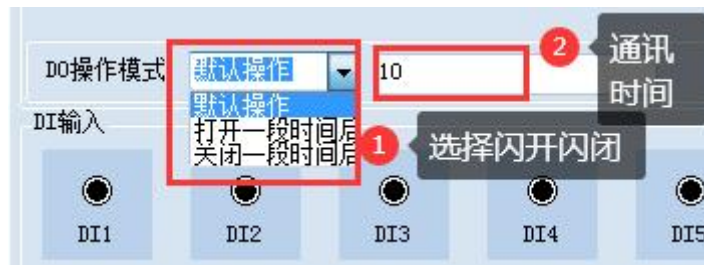 DO操作模式 默认操作 10
2 通讯
时间
默认操作
打开一段时间后
关闭一段时间后
1 选择闪开闪闭
DI输入
DI1 DI2 DI3 DI4 DI5